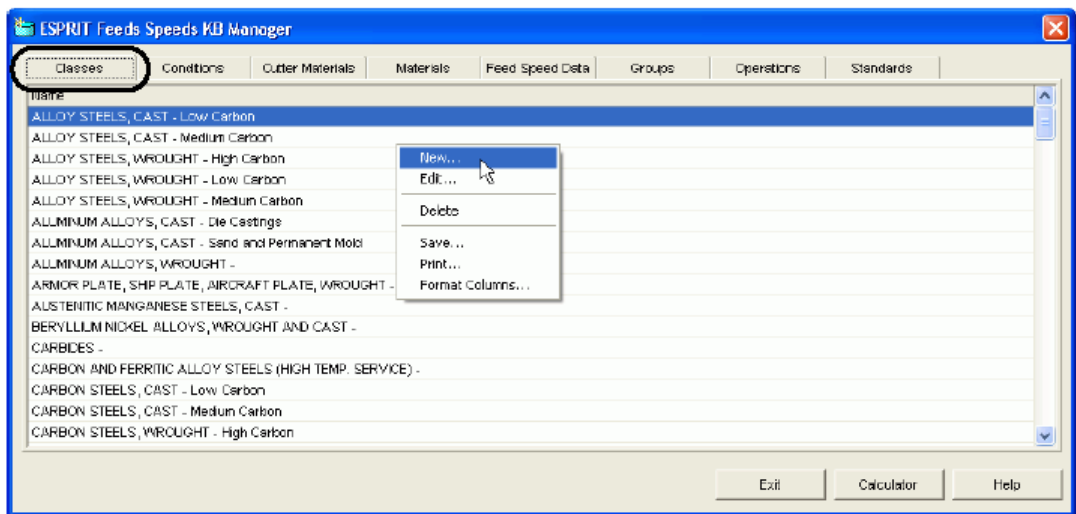 ESPRIT Feeds Speeds KB Manager
Classes Conditions Cutter Materials Materials Feed Speed Data Groups Operations Standards
Name
ALLOY STEELS, CAST - Low Carbon
ALLOY STEELS, CAST - Medium Carbon
ALLOY STEELS, WROUGHT - High Carbon
New...
ALLOY STEELS, WROUGHT - Low Carbon
Edit...
ALLOY STEELS, WROUGHT - Medium Carbon
Delete
ALUMINUM ALLOYS, CAST - Die Castings
ALUMINUM ALLOYS, CAST - Sand and Permanent Mold
Save...
ALUMINUM ALLOYS, WROUGHT -
Print...
ARMOR PLATE, SHIP PLATE, AIRCRAFT PLATE, WROUGHT -
Format Columns...
AUSTENITIC MANGANESE STEELS, CAST -
BERYLLIUM NICKEL ALLOYS, WROUGHT AND CAST -
CARBIDES -
CARBON AND FERRITIC ALLOY STEELS (HIGH TEMP. SERVICE) -
CARBON STEELS, CAST - Low Carbon
CARBON STEELS, CAST - Medium Carbon
CARBON STEELS, WROUGHT - High Carbon
Exit Calculator Help